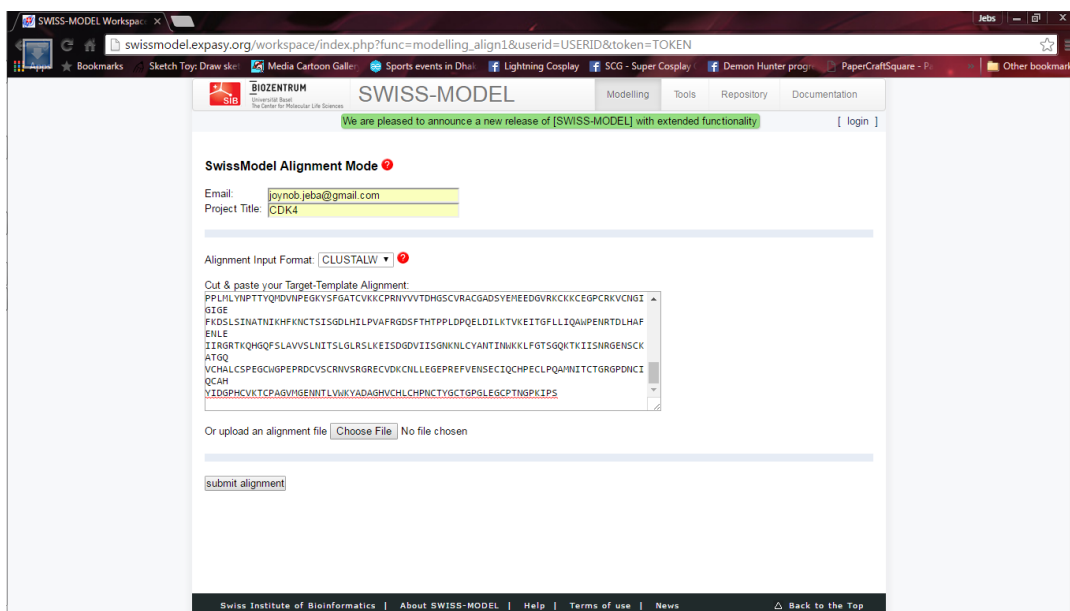 SWISS-MODEL Workspac
Jebs
swissmodel.expasy.org/workspace/index.php?func=modelling_align1&userid=USERID&token=TOKEN
Apps Bookmarks Sketch Toy: Draw sket Media Cartoon Galler Sports events in Dha Lightning Cosplay SCG - Super Cosplay Demon Hunter progr PaperCraftSquare - P Other bookmark
SIB BIOZENTRUM
Universität Basel
The Center for Molecular Life Sciences
SWISS-MODEL Modelling Tools Repository Documentation
We are pleased to announce a new release of [SWISS-MODEL] with extended functionality [ login ]
SwissModel Alignment Mode ?
Email: joynob.jeba@gmail.com
Project Title: CDK4
Alignment Input Format: CLUSTALW ?
Cut & paste your Target-Template Alignment:
PPLMLYNPTTYQMDVNPEGKYSFGATCVKKCPRNYVVTDHGSCVRACGADSYEMEEDGVRKCKKCEGPCRKVCNGI
GIGE
FKDSLSINATNIKHFKNCTSISGDLHILPVAFRGDSFTHTPPLDPQELDILKTVKEITGFLLIQAWPENRTDLHAF
ENLE
IIRGRTKQHGQFSLAVVSLNITSLGLRSLKEISDGDVIISGNKNLCYANTINWKKLFGTSGQKTKIISNRGENSCK
ATGQ
VCHALCSPEGCWGPEPRDCVSCRNVSRGRECVDKCNLLEGEPREFVENSECIQCHPECLPQAMNITCTGRGPDNCI
QCAH
YIDGPHCVKTCPAGVMGENNTLVWKYADAGHVCHLCHPNCTYGCTGPGLEGCPTNGPKIPS
Or upload an alignment file Choose File No file chosen
submit alignment
Swiss Institute of Bioinformatics | About SWISS-MODEL | Help | Terms of use | News Back to the Top